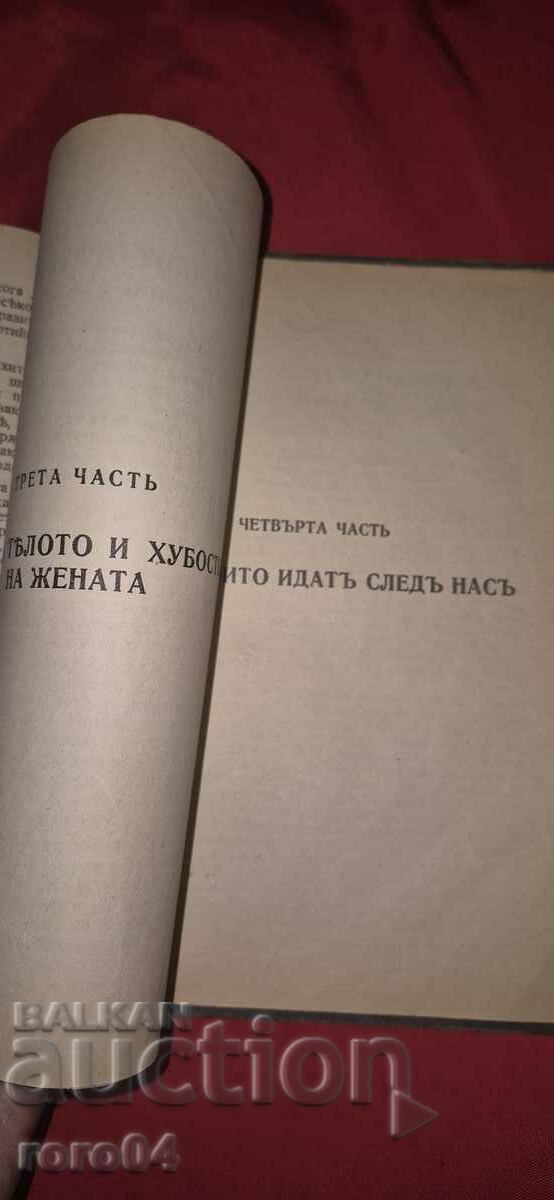 ТРЕТА ЧАСТЬ
ТѢЛОТО И ХУБОСТ
НА ЖЕНАТА
ЧЕТВЪРТА ЧАСТЬ
ИТО ИДАТЪ СЛЕДЪ НАСЪ
BALKAN
auction
roro04